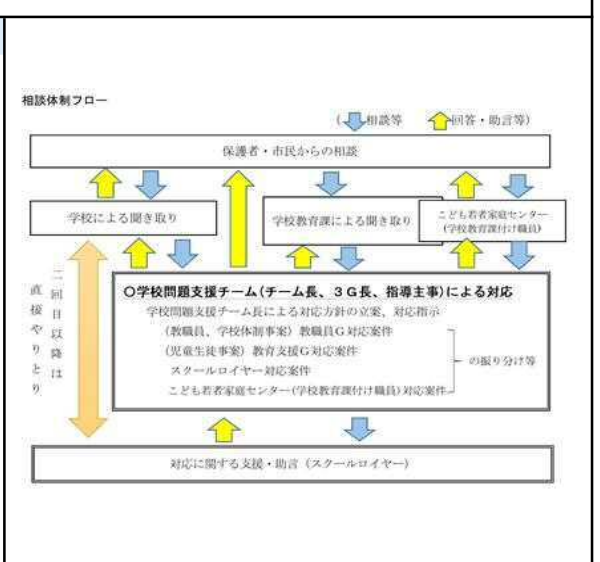 相談体制フロー
(相談等 回答・助言等)
保護者・市民からの相談
学校による聞き取り
学校教育課による聞き取り
こども若者家庭センター
(学校教育課付け職員)
二回目以降は
直接やりとり
〇学校問題支援チーム(チーム長、3G長、指導主事)による対応
学校問題支援チーム長による対応方針の立案、対応指示
(教職員、学校体制事案) 教職員G対応案件
(児童生徒事案) 教育支援G対応案件
スクールロイヤー対応案件
こども若者家庭センター(学校教育課付け職員)対応案件
の振り分け等
対応に関する支援・助言 (スクールロイヤー)